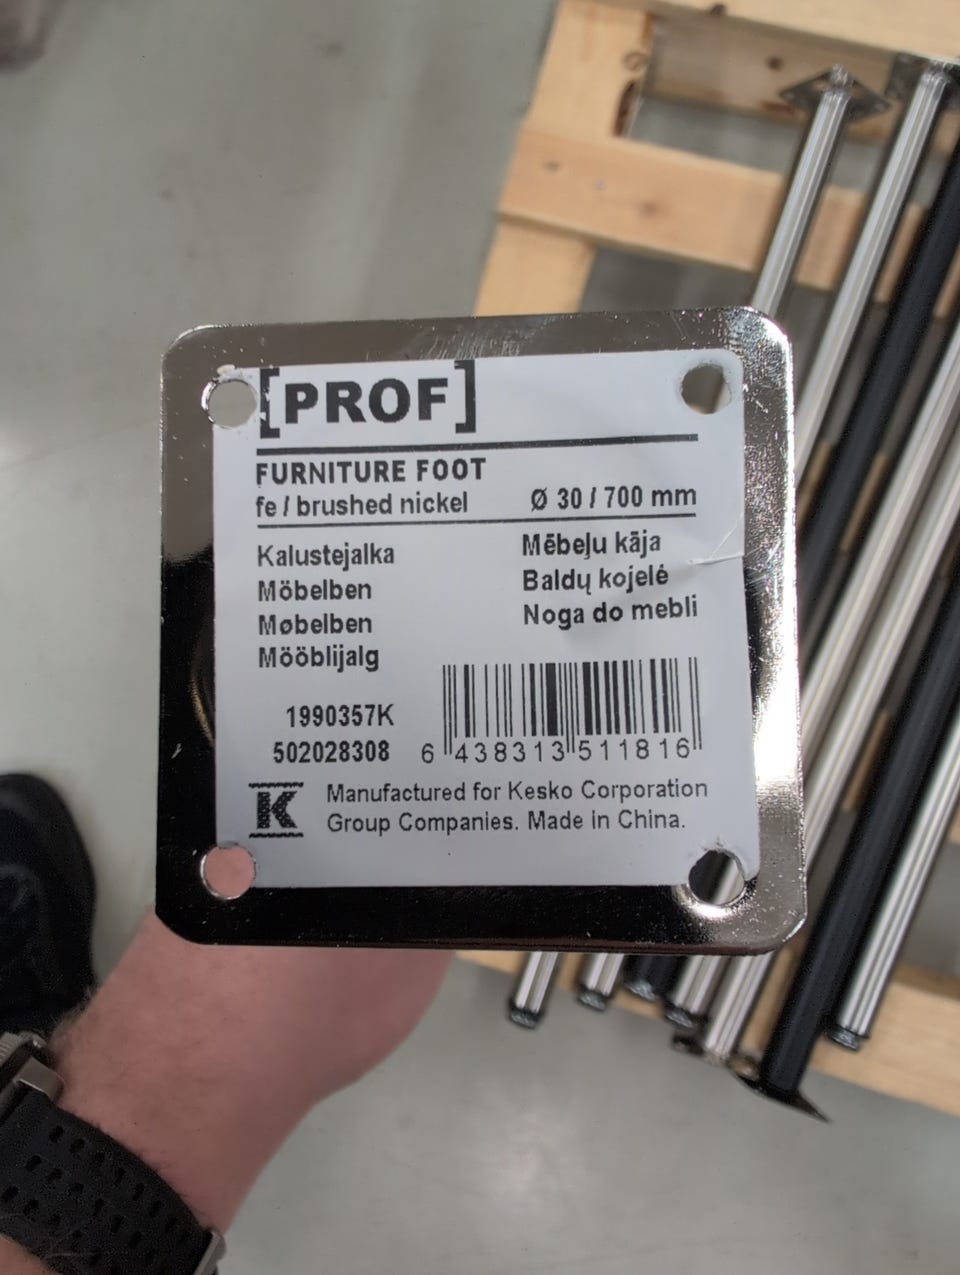 [PROF]
FURNITURE FOOT
fe / brushed nickel Ø 30 / 700 mm
Kalustejalka
Möbelben
Møbelben
Mööblijalg
Mēbeļu kāja
Baldų kojelė
Noga do mebli
1990357K
502028308
6 438313 511816
K
Manufactured for Kesko Corporation
Group Companies. Made in China.